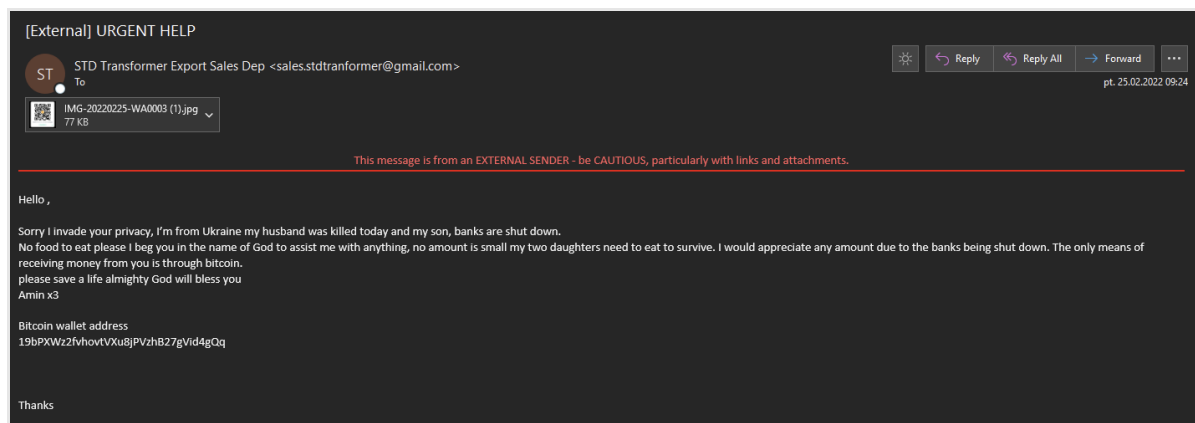 [External] URGENT HELP
ST
STD Transformer Export Sales Dep <sales.stdtranformer@gmail.com>
To
Reply
Reply All
Forward
pt. 25.02.2022 09:24
IMG-20220225-WA0003 (1).jpg
77 KB
This message is from an EXTERNAL SENDER - be CAUTIOUS, particularly with links and attachments.
Hello ,
Sorry I invade your privacy, I'm from Ukraine my husband was killed today and my son, banks are shut down.
No food to eat please I beg you in the name of God to assist me with anything, no amount is small my two daughters need to eat to survive. I would appreciate any amount due to the banks being shut down. The only means of
receiving money from you is through bitcoin.
please save a life almighty God will bless you
Amin x3
Bitcoin wallet address
19bPXWz2fvhovtVXu8jPVzhB27gVid4gQq
Thanks